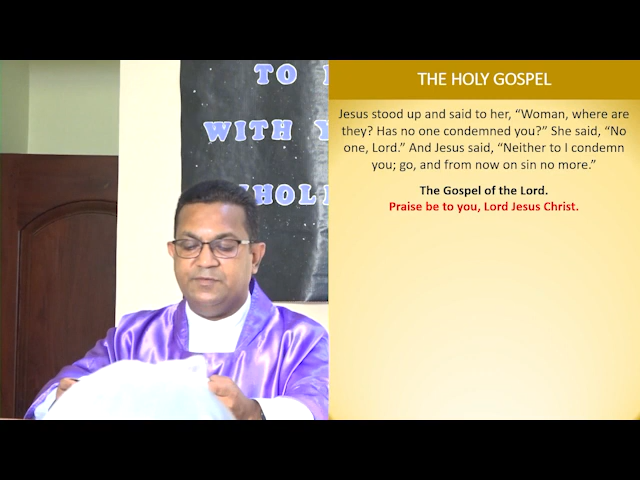 TO
WITH
THE HOLY GOSPEL
Jesus stood up and said to her, “Woman, where are
they? Has no one condemned you?” She said, “No
one, Lord.” And Jesus said, “Neither to I condemn
you; go, and from now on sin no more.”
The Gospel of the Lord.
Praise be to you, Lord Jesus Christ.